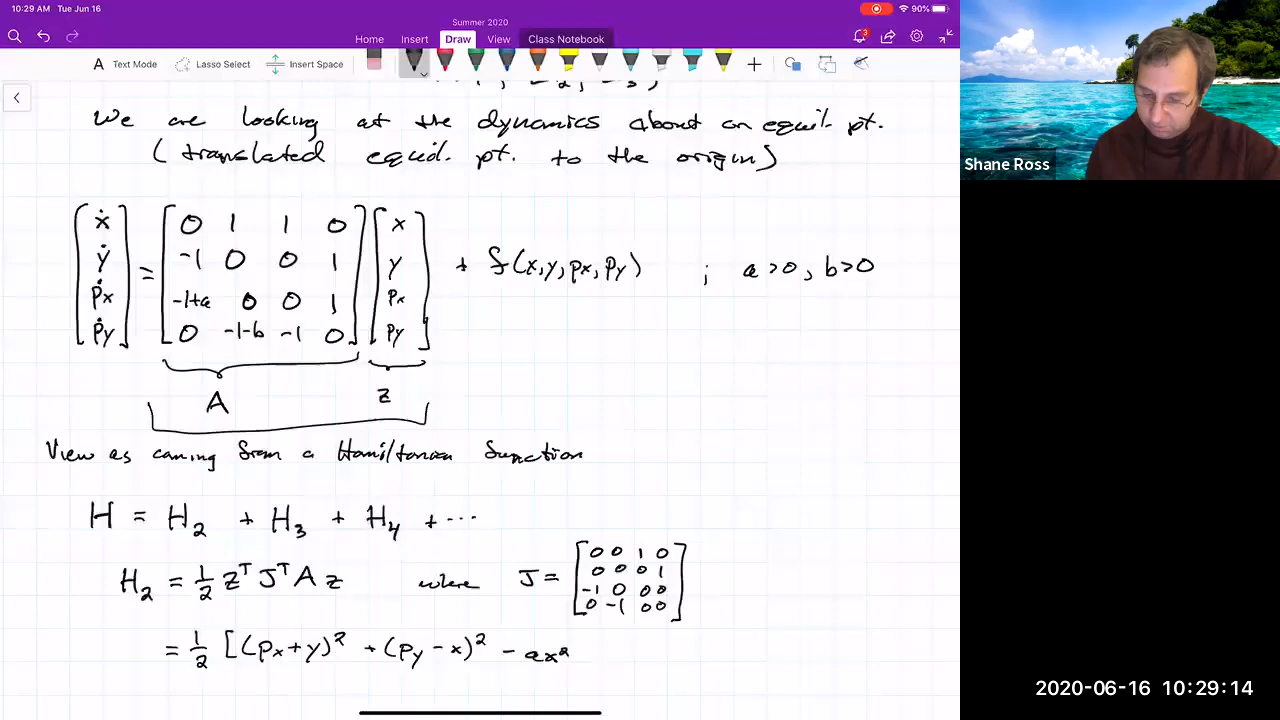 10:29 AM Tue Jun 16
90%
Summer 2020
Home Insert Draw View Class Notebook
3
A Text Mode Lasso Select Insert Space
We are looking at the dynamics about an equil. pt.
(translated equil. pt. to the origin)
[ẋ ẏ ṗx ṗy] = [0 1 1 0; -1 0 0 1; -1+a 0 0 1; 0 -1-b -1 0] [x y px py] + f(x,y,px,py) ; a>0, b>0
A z
View as coming from a Hamiltonian function
H = H₂ + H₃ + H₄ + ...
H₂ = 1/2 zᵀ Jᵀ A z where J = [0 0 1 0; 0 0 0 1; -1 0 0 0; 0 -1 0 0]
= 1/2 [(px+y)² + (py-x)² - ax²
Shane Ross
2020-06-16 10:29:14